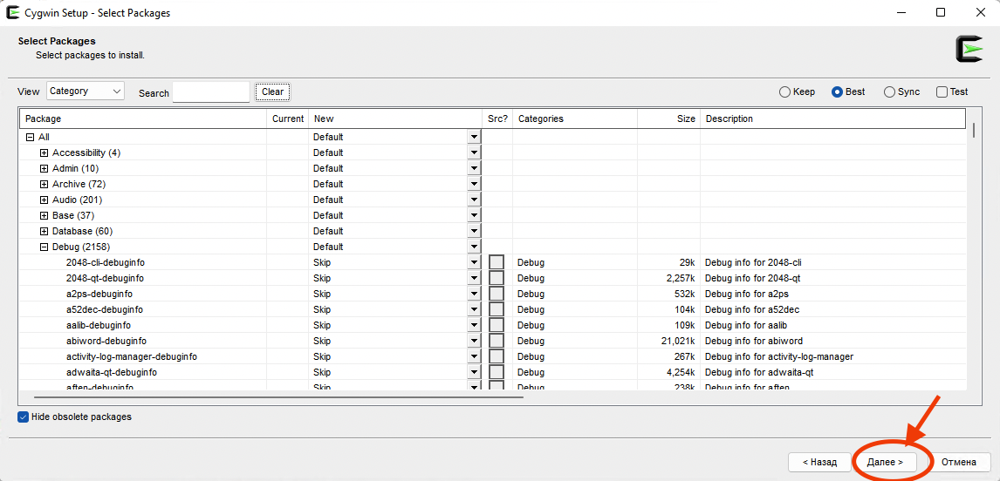 Cygwin Setup - Select Packages
Select Packages
Select packages to install.
View Category Search Clear Keep Best Sync Test
Package Current New Src? Categories Size Description
All Default
Accessibility (4) Default
Admin (10) Default
Archive (72) Default
Audio (201) Default
Base (37) Default
Database (60) Default
Debug (2158) Default
2048-cli-debuginfo Skip Debug 29k Debug info for 2048-cli
2048-qt-debuginfo Skip Debug 2,257k Debug info for 2048-qt
a2ps-debuginfo Skip Debug 532k Debug info for a2ps
a52dec-debuginfo Skip Debug 104k Debug info for a52dec
aalib-debuginfo Skip Debug 109k Debug info for aalib
abiword-debuginfo Skip Debug 21,021k Debug info for abiword
activity-log-manager-debuginfo Skip Debug 267k Debug info for activity-log-manager
adwaita-qt-debuginfo Skip Debug 4,254k Debug info for adwaita-qt
aften-debuginfo Skip Debug 238k Debug info for aften
Hide obsolete packages
< Назад Далее > Отмена